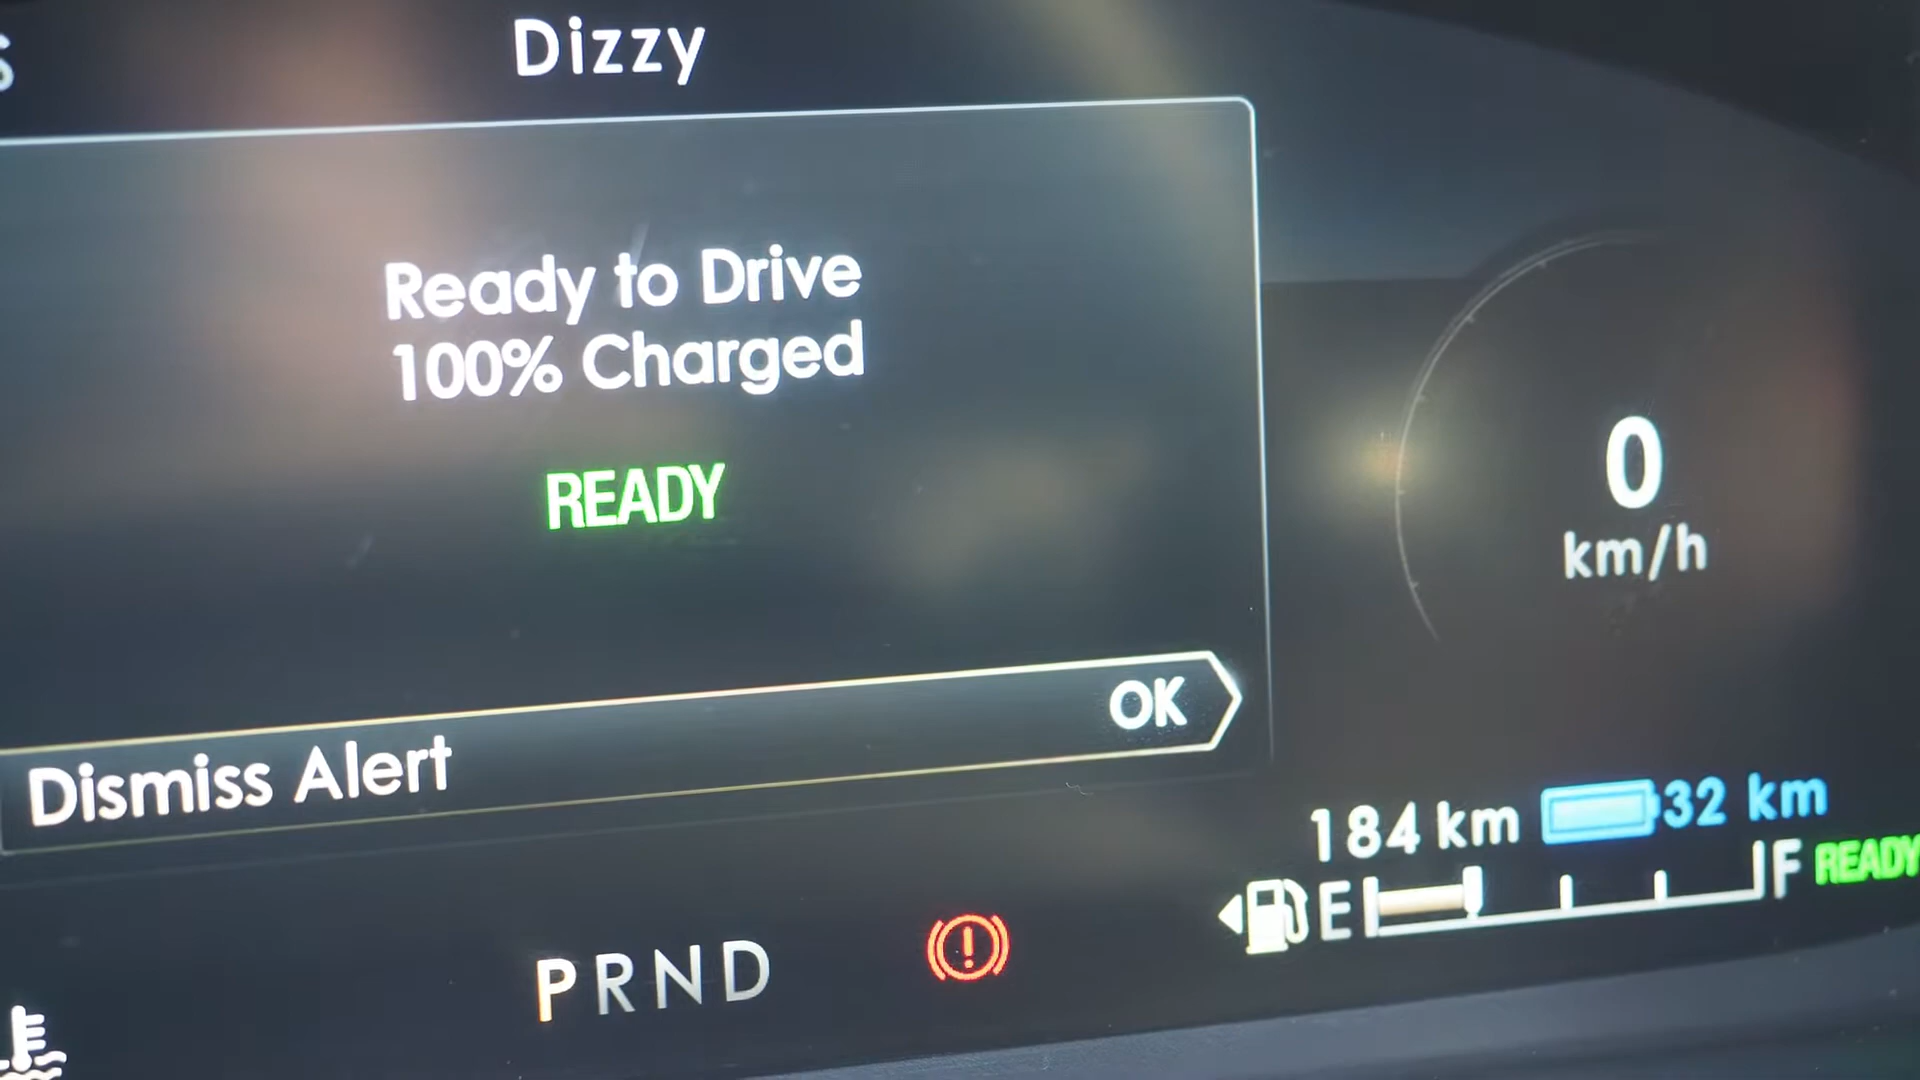 Dizzy
Ready to Drive
100% Charged
READY
OK
Dismiss Alert
0
km/h
184 km 32 km
E F READY
PRND